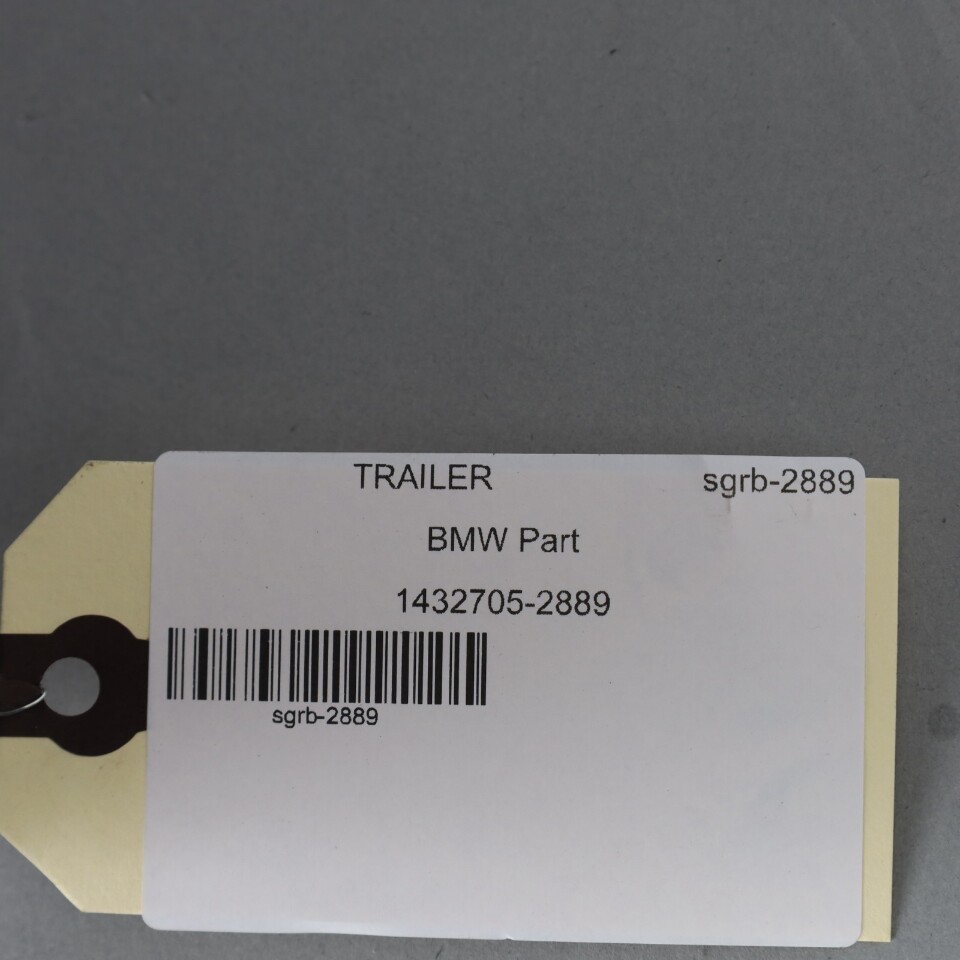 TRAILER sgrb-2889
BMW Part
1432705-2889
sgrb-2889